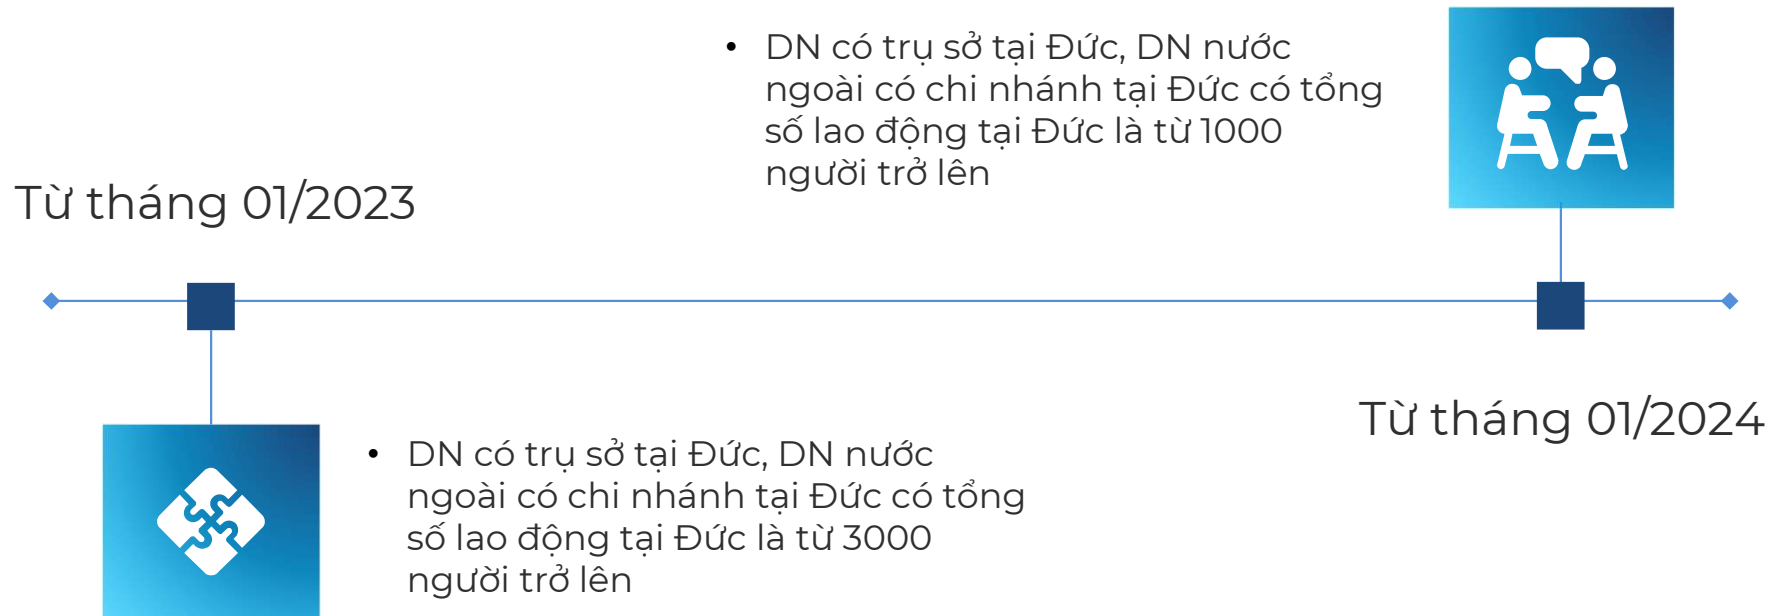 Từ tháng 01/2023
• DN có trụ sở tại Đức, DN nước
ngoài có chi nhánh tại Đức có tổng
số lao động tại Đức là từ 3000
người trở lên
• DN có trụ sở tại Đức, DN nước
ngoài có chi nhánh tại Đức có tổng
số lao động tại Đức là từ 1000
người trở lên
Từ tháng 01/2024